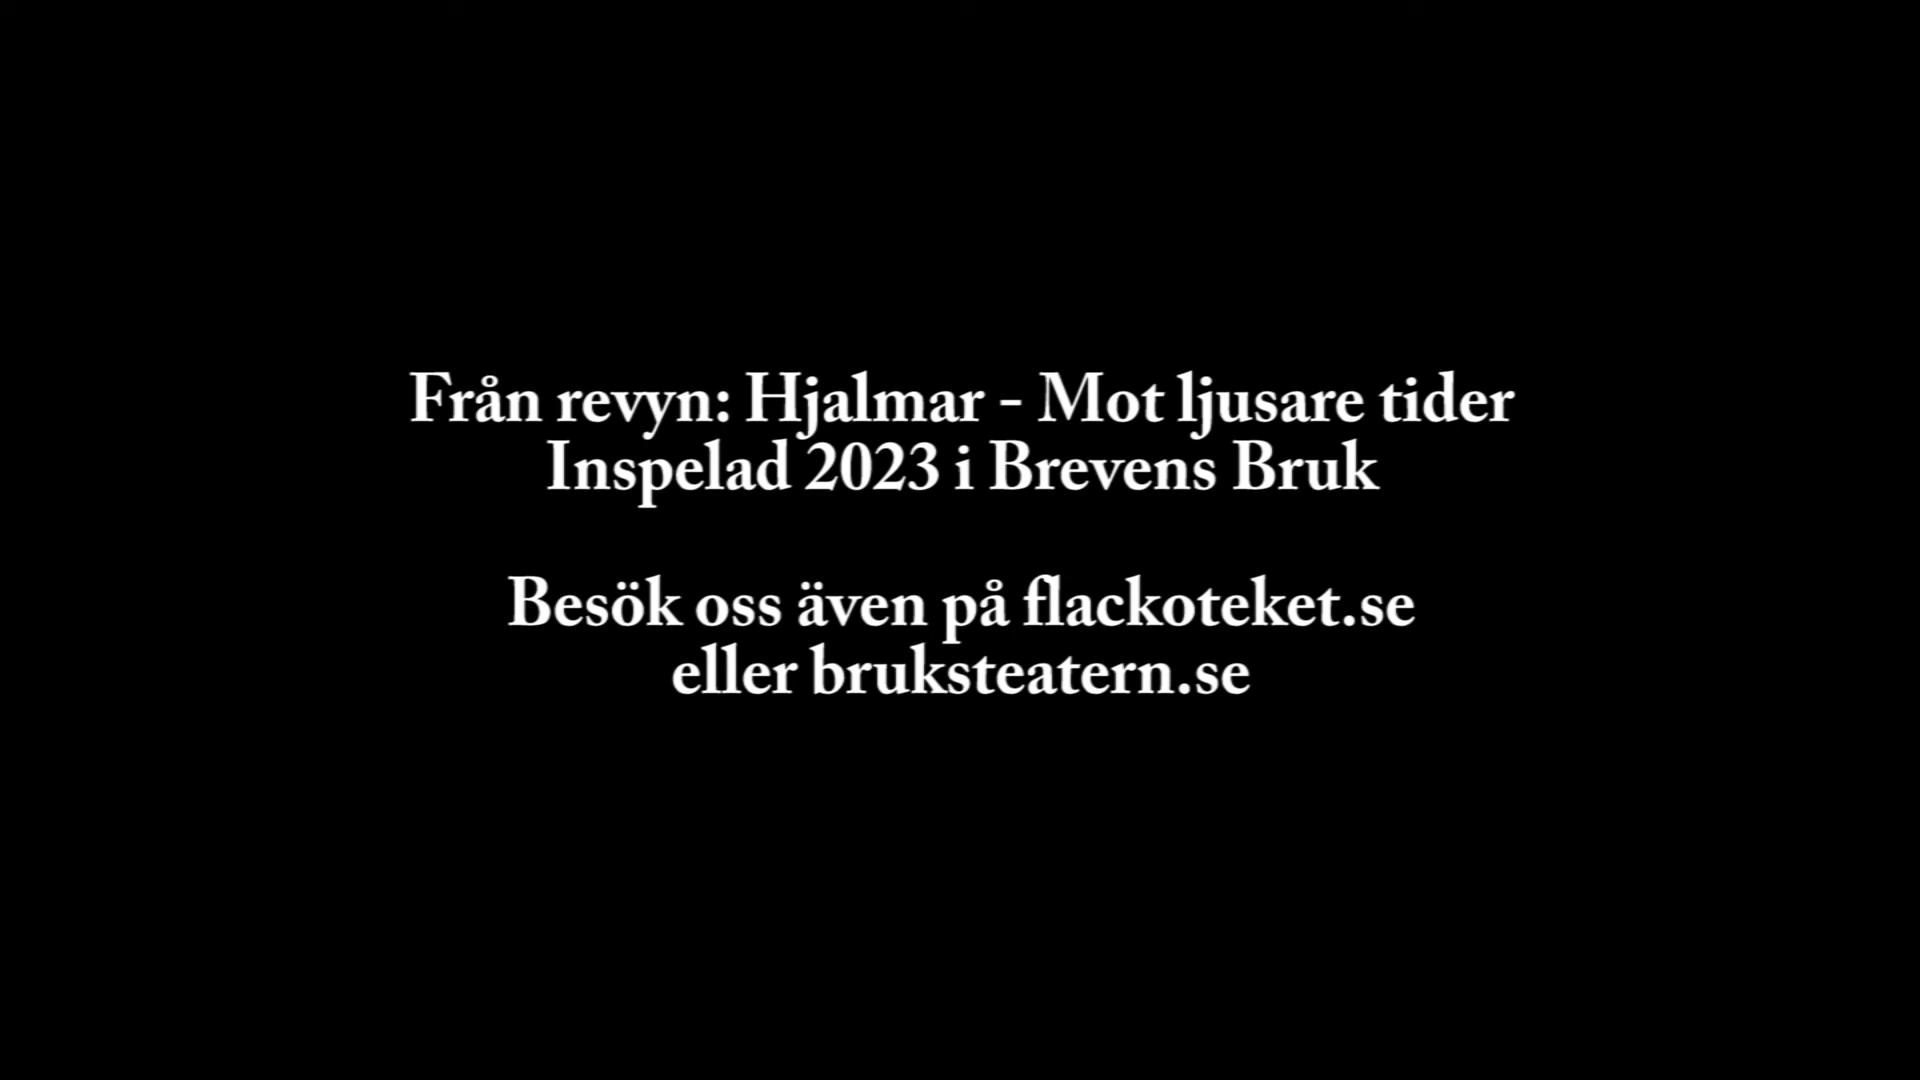 Från revyn: Hjalmar - Mot ljusare tider
Inspelad 2023 i Brevens Bruk
Besök oss även på flackoteket.se
eller bruksteatern.se